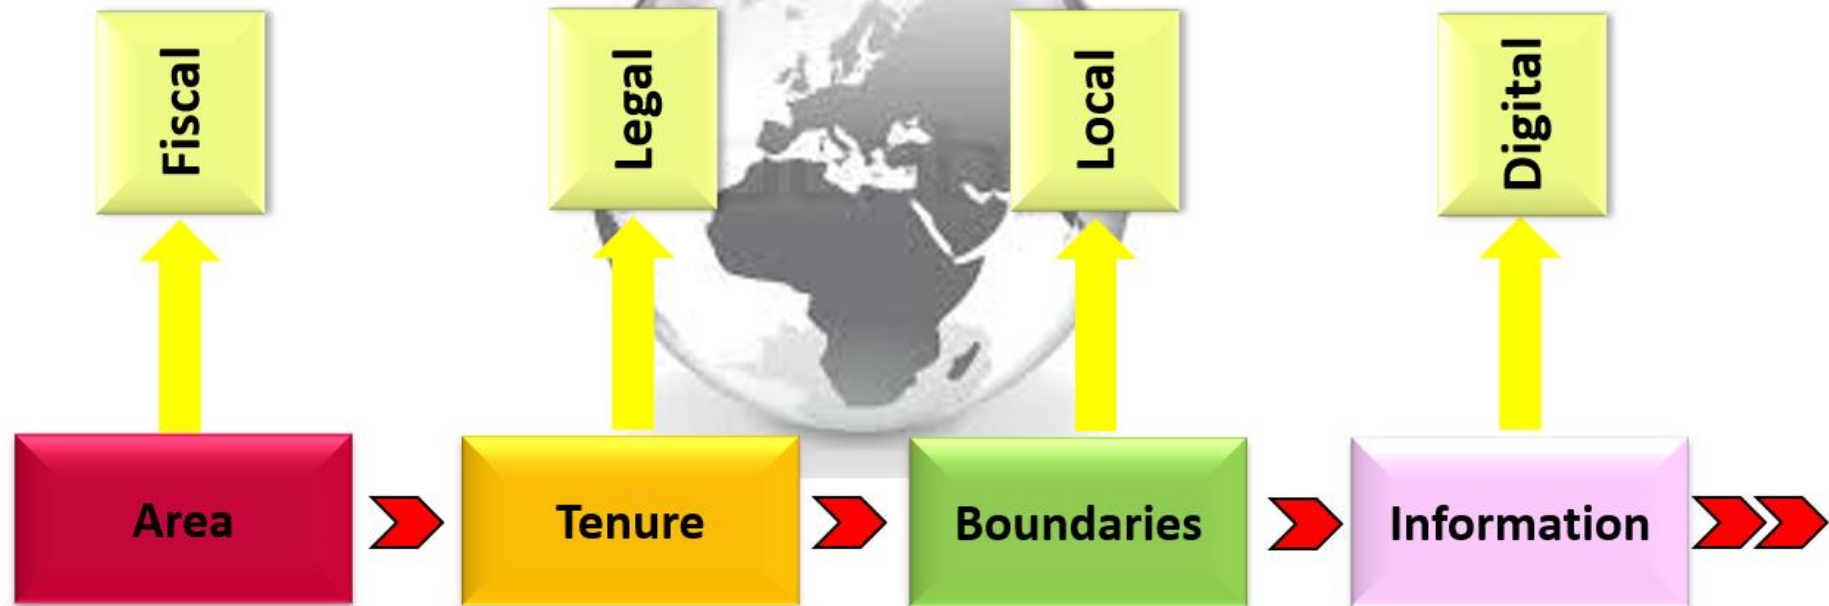 Fiscal
Legal
Local
Digital
Area
Tenure
Boundaries
Information